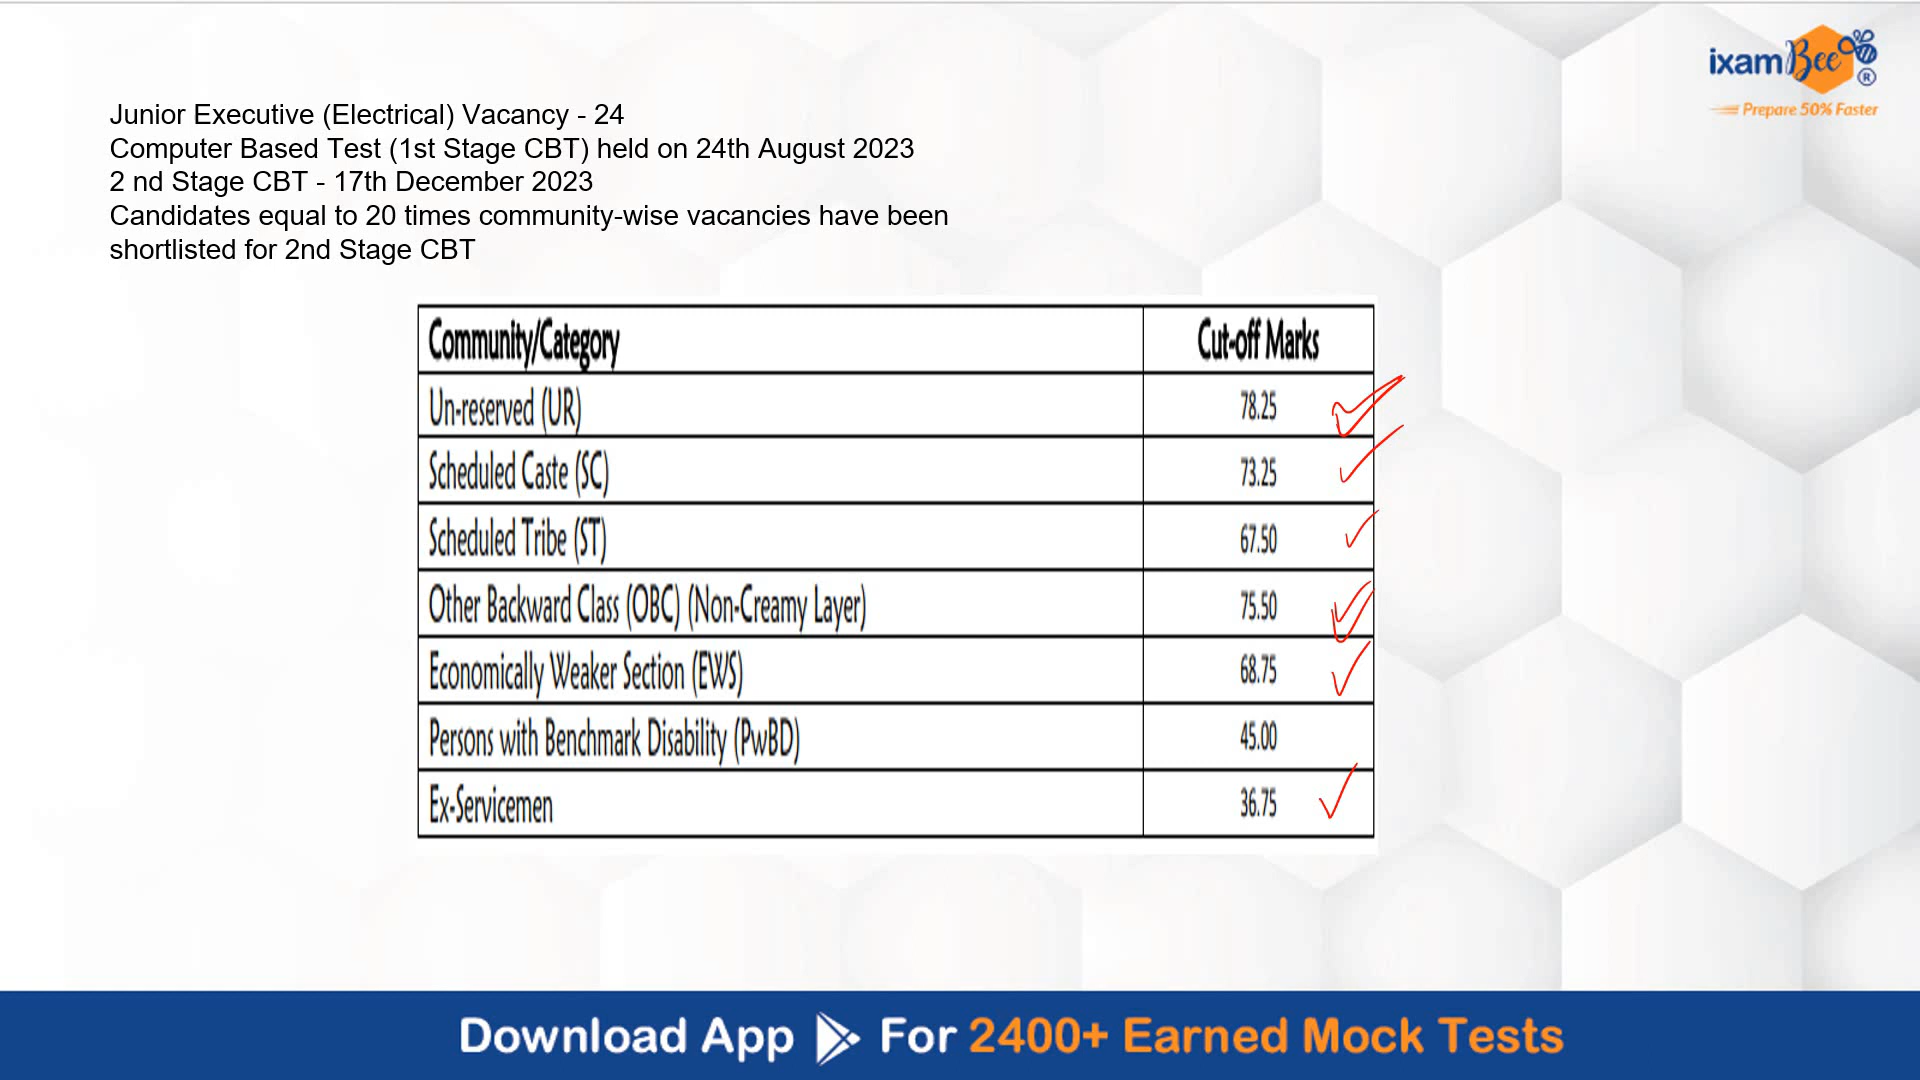 ixamBee®
Prepare 50% Faster
Junior Executive (Electrical) Vacancy - 24
Computer Based Test (1st Stage CBT) held on 24th August 2023
2 nd Stage CBT - 17th December 2023
Candidates equal to 20 times community-wise vacancies have been
shortlisted for 2nd Stage CBT
Community/Category Cut-off Marks
Un-reserved (UR) 78.25
Scheduled Caste (SC) 73.25
Scheduled Tribe (ST) 67.50
Other Backward Class (OBC) (Non-Creamy Layer) 75.50
Economically Weaker Section (EWS) 68.75
Persons with Benchmark Disability (PwBD) 45.00
Ex-Servicemen 36.75
Download App For 2400+ Earned Mock Tests